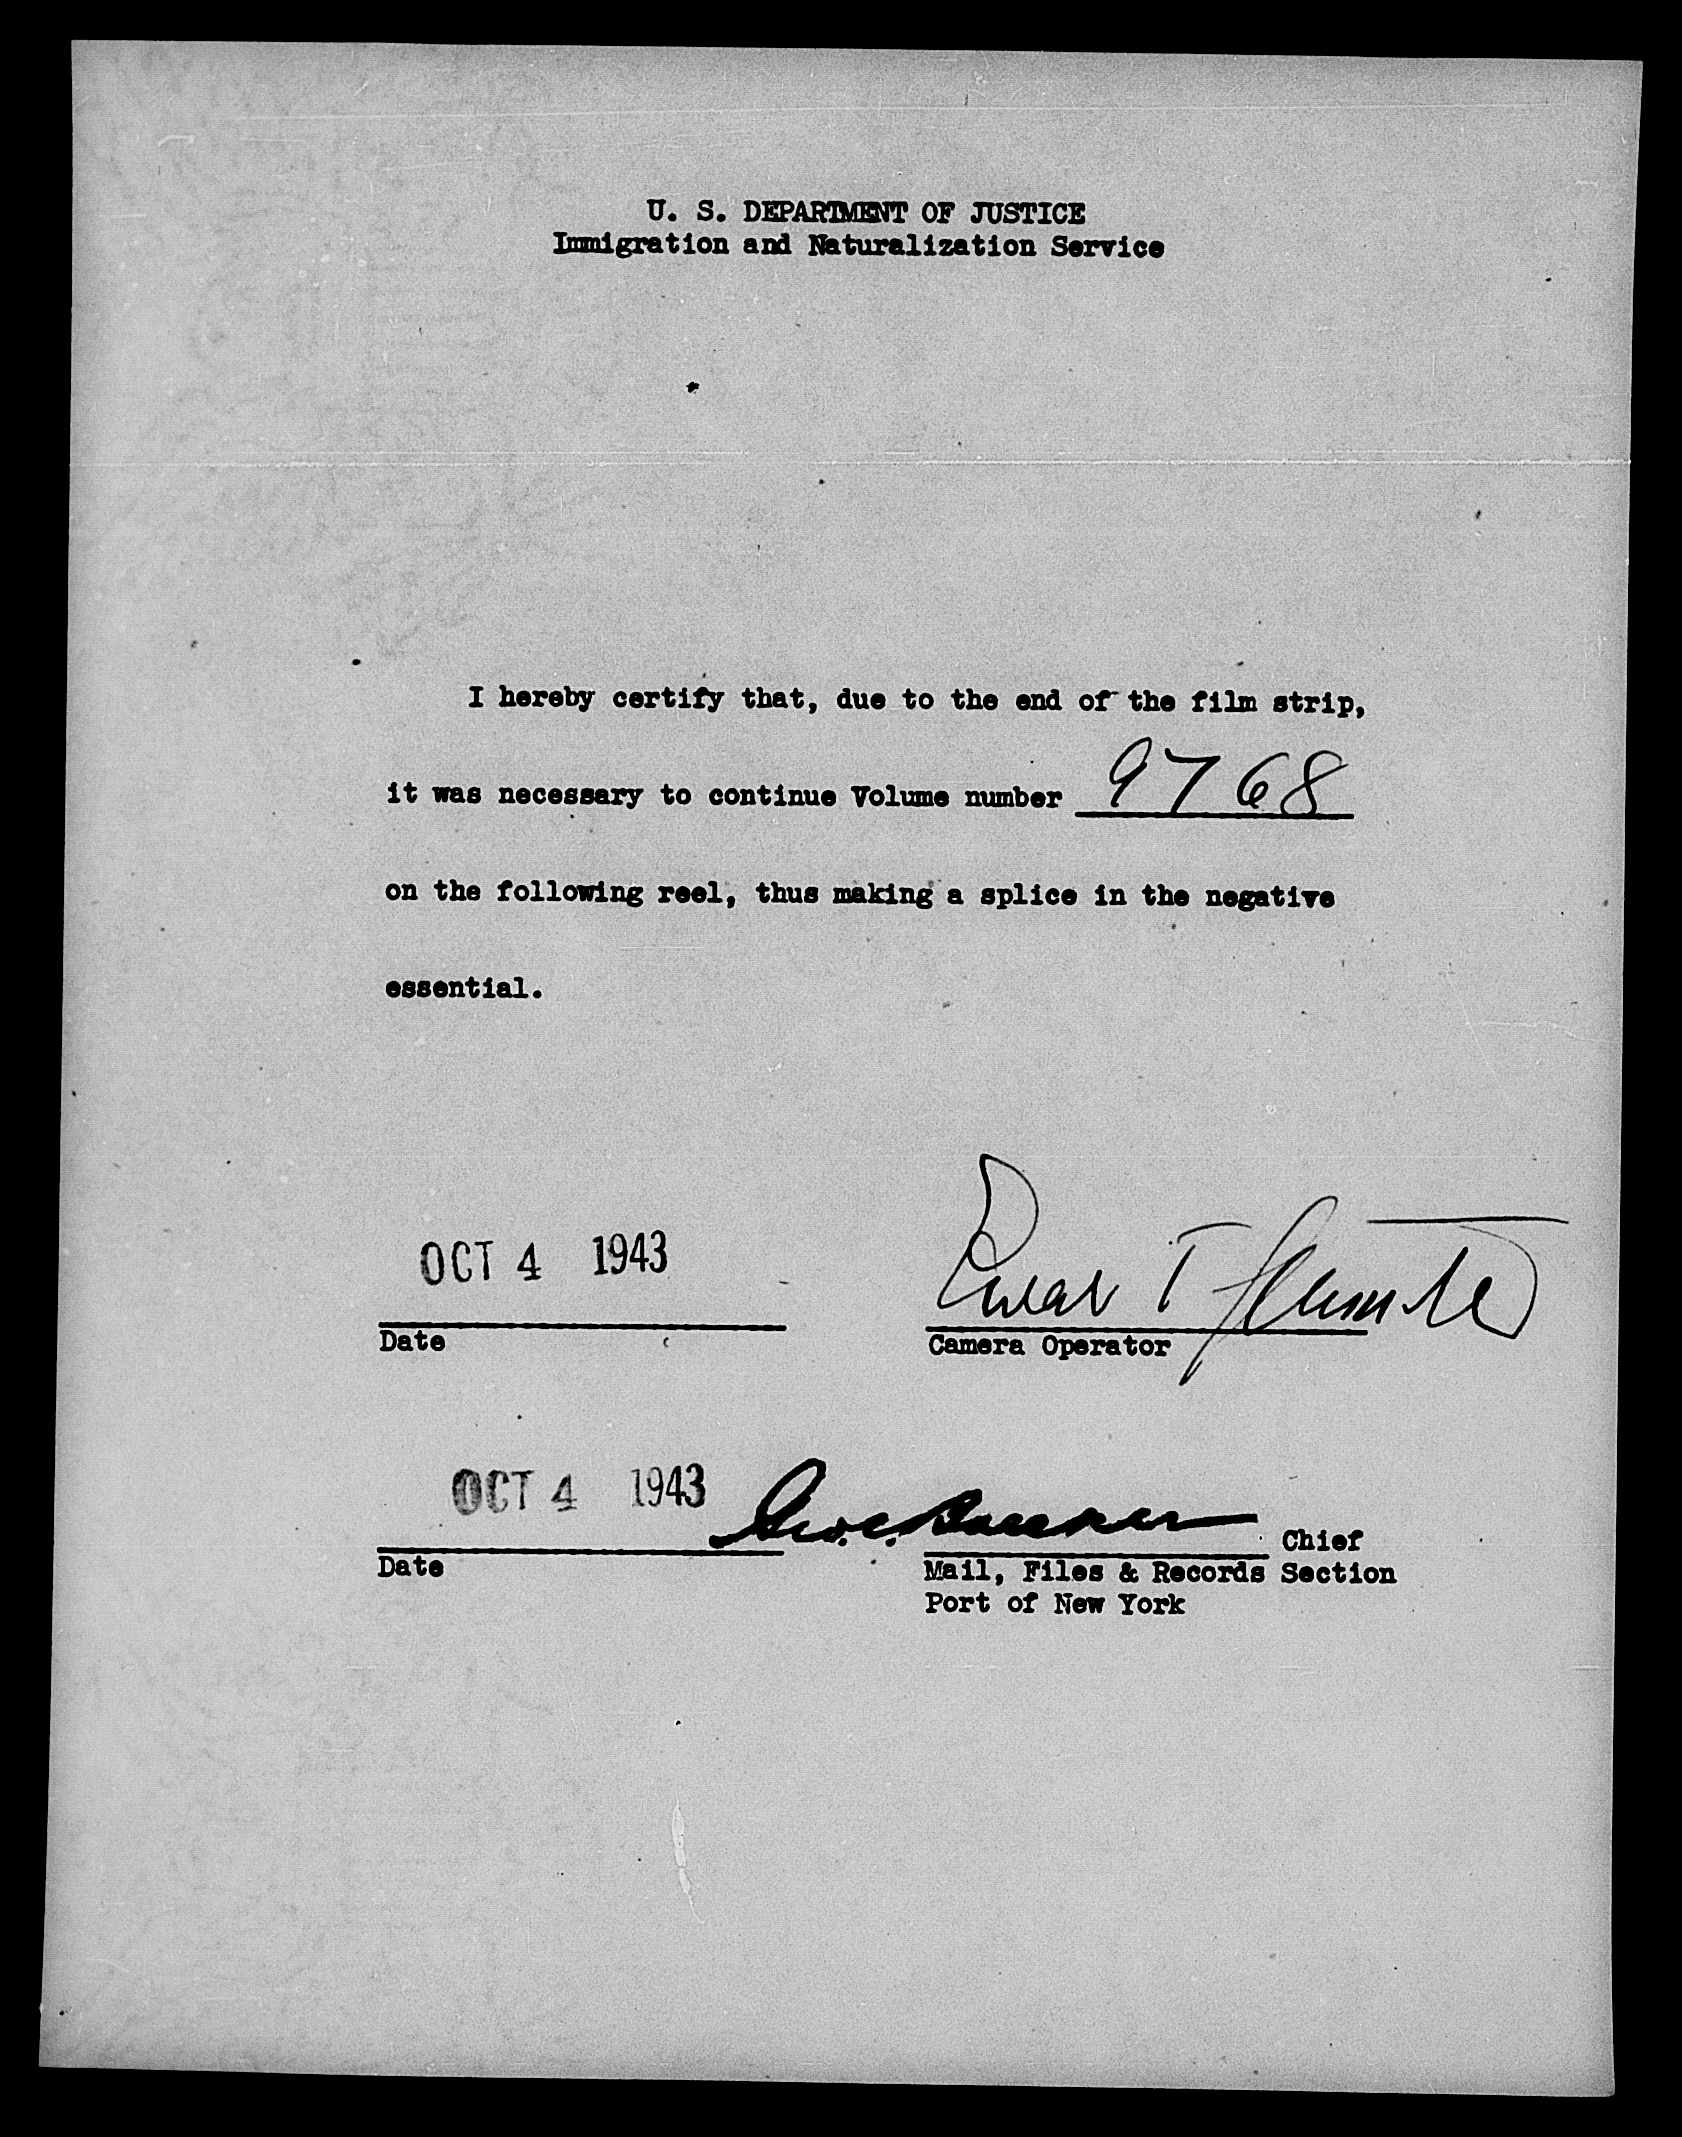 U. S. DEPARTMENT OF JUSTICE
Immigration and Naturalization Service
I hereby certify that, due to the end of the film strip,
it was necessary to continue Volume number 9768
on the following reel, thus making a splice in the negative
essential.
OCT 4 1943
Date
Camera Operator
OCT 4 1943
Chief
Date
Mail, Files & Records Section
Port of New York